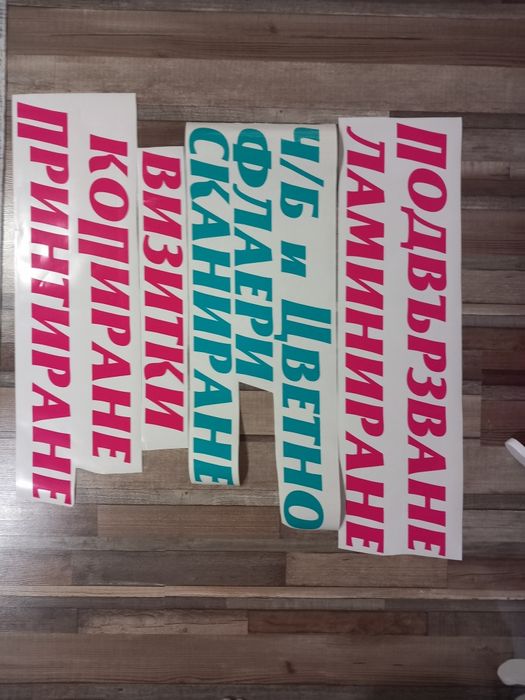 ПОДВЪРЗВАНЕ
ЛАМИНИРАНЕ
Ч/Б и ЦВЕТНО
ФЛАЕРИ
СКАНИРАНЕ
ВИЗИТКИ
КОПИРАНЕ
ПРИНТИРАНЕ